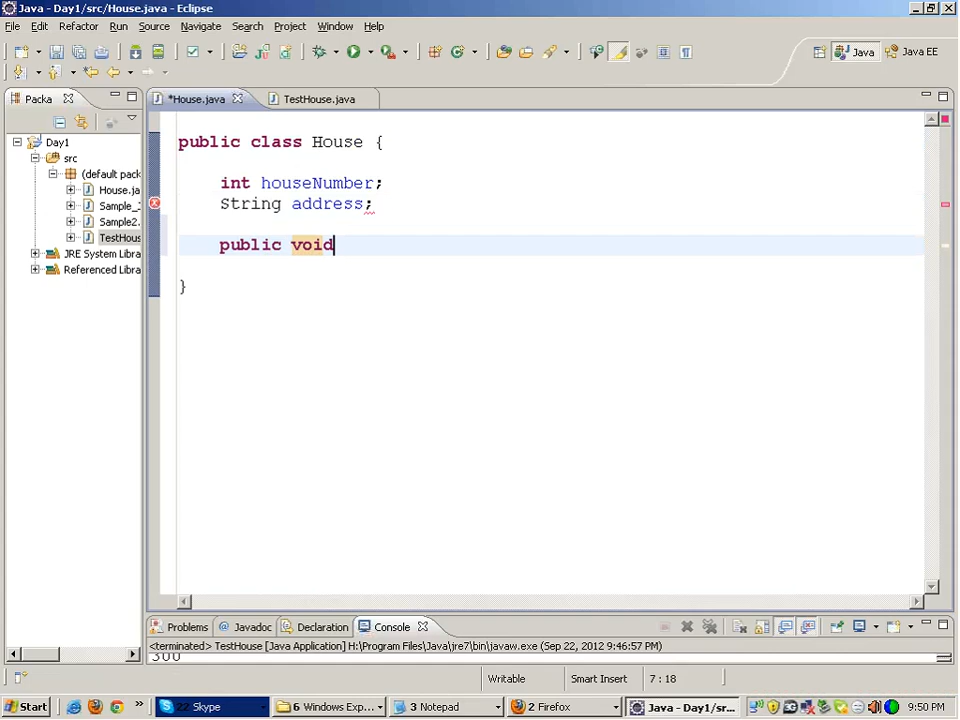 Java - Day1/src/House.java - Eclipse
File Edit Refactor Run Source Navigate Search Project Window Help
Java
Java EE
Packa
*House.java
TestHouse.java
Day1
src
(default pack
House.ja
Sample_
Sample2.
TestHous
JRE System Libra
Referenced Libra
public class House {
int houseNumber;
String address;
public void
}
Problems
@ Javadoc
Declaration
Console
<terminated> TestHouse [Java Application] H:\Program Files\Java\jre7\bin\javaw.exe (Sep 22, 2012 9:46:57 PM)
300
Writable
Smart Insert
7 : 18
Start
22 Skype
6 Windows Exp...
3 Notepad
2 Firefox
Java - Day1/sr...
9:50 PM